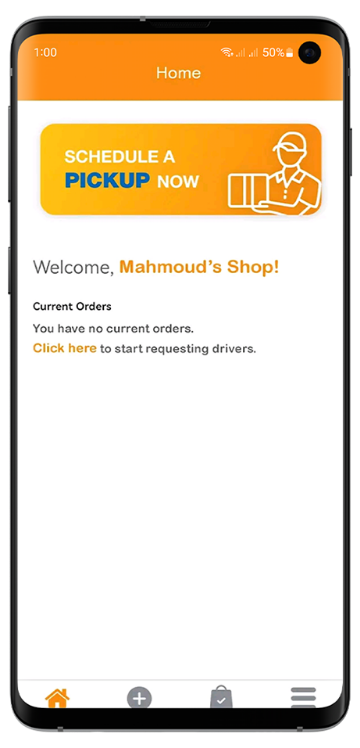 1:00 50%
Home
SCHEDULE A
PICKUP NOW
Welcome, Mahmoud's Shop!
Current Orders
You have no current orders.
Click here to start requesting drivers.